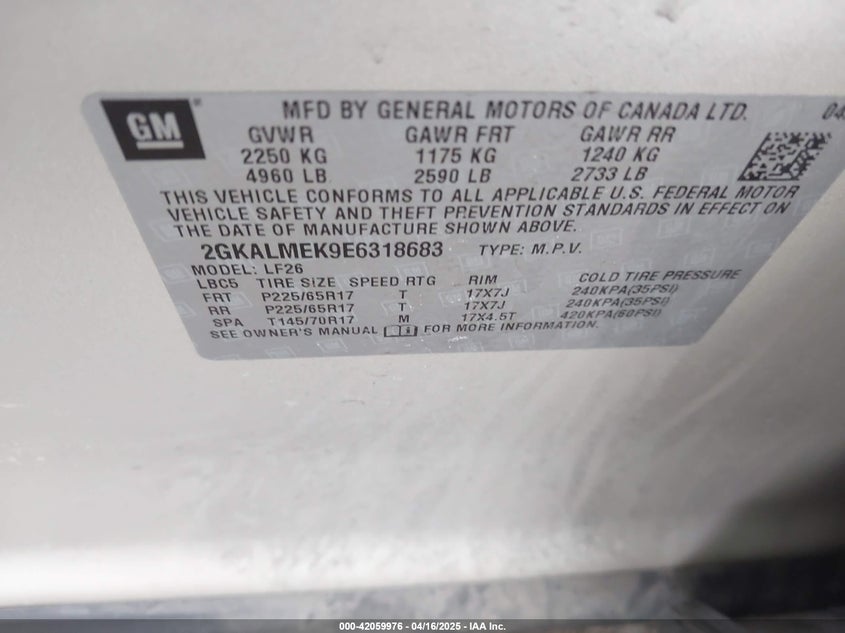 GM
MFD BY GENERAL MOTORS OF CANADA LTD. 04
GVWR GAWR FRT GAWR RR
2250 KG 1175 KG 1240 KG
4960 LB 2590 LB 2733 LB
THIS VEHICLE CONFORMS TO ALL APPLICABLE U.S. FEDERAL MOTOR
VEHICLE SAFETY AND THEFT PREVENTION STANDARDS IN EFFECT ON
THE DATE OF MANUFACTURE SHOWN ABOVE.
2GKALMEK9E6318683 TYPE: M.P.V.
MODEL: LF26
LBC5 TIRE SIZE SPEED RTG RIM COLD TIRE PRESSURE
FRT P225/65R17 T 17X7J 240KPA(35PSI)
RR P225/65R17 T 17X7J 240KPA(35PSI)
SPA T145/70R17 M 17X4.5T 420KPA(60PSI)
SEE OWNER'S MANUAL FOR MORE INFORMATION.
000-42059976 - 04/16/2025 - IAA Inc.